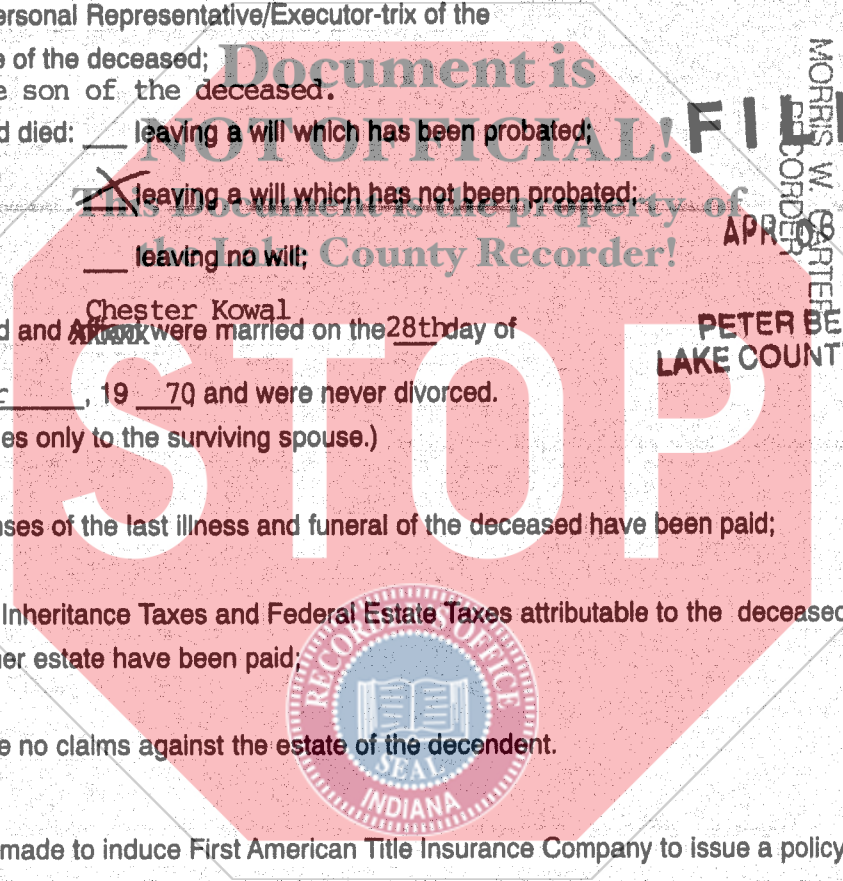 ersonal Representative/Executor-trix of the
e of the deceased;
e son of the deceased.
d died: ___ leaving a will which has been probated;
X leaving a will which has not been probated;
___ leaving no will;
Chester Kowal
d and were married on the 28th day of
r, 19 70 and were never divorced.
es only to the surviving spouse.)
nses of the last illness and funeral of the deceased have been paid;
Inheritance Taxes and Federal Estate Taxes attributable to the deceased
er estate have been paid;
e no claims against the estate of the decendent.
made to induce First American Title Insurance Company to issue a policy
Document is
NOT OFFICIAL!
This Document is the property of
the Lake County Recorder!
STOP
RECORDER'S OFFICE
SEAL
INDIANA
FIL
APR 08
PETER BE
LAKE COUNT
MORRIS W. CARTER
RECORDER